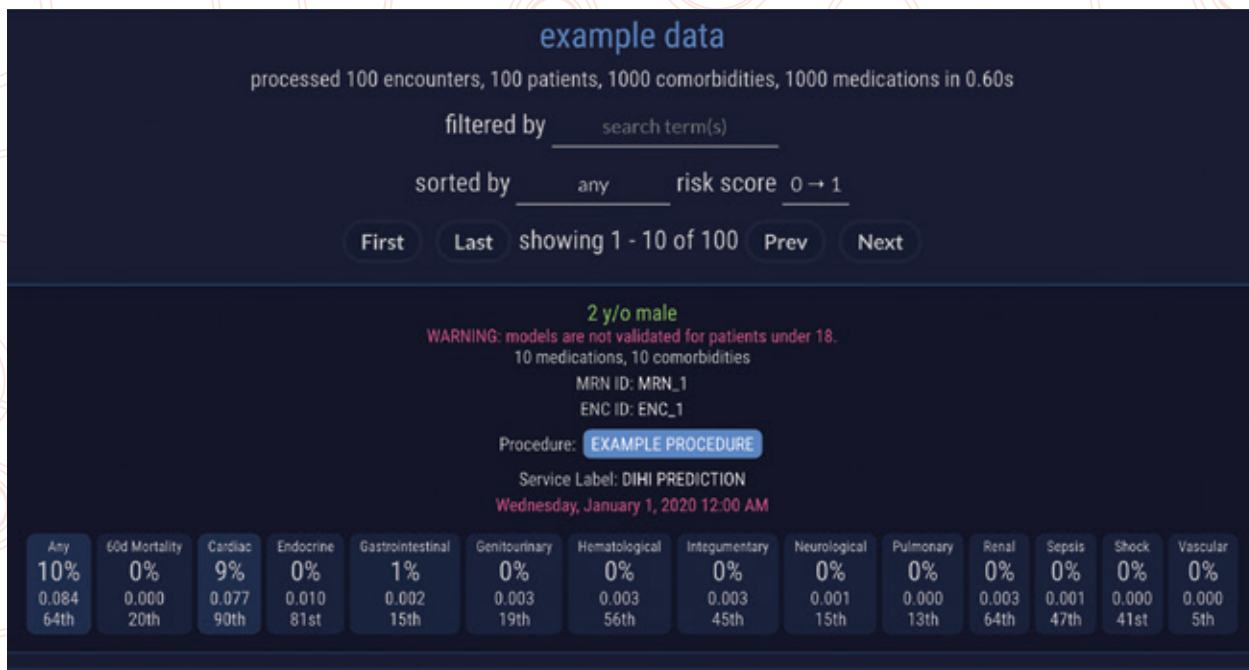 example data
processed 100 encounters, 100 patients, 1000 comorbidities, 1000 medications in 0.60s
filtered by search term(s)
sorted by any risk score 0 → 1
First Last showing 1 - 10 of 100 Prev Next
2 y/o male
WARNING: models are not validated for patients under 18.
10 medications, 10 comorbidities
MRN ID: MRN_1
ENC ID: ENC_1
Procedure: EXAMPLE PROCEDURE
Service Label: DIHI PREDICTION
Wednesday, January 1, 2020 12:00 AM
Any 60d Mortality Cardiac Endocrine Gastrointestinal Genitourinary Hematological Integumentary Neurological Pulmonary Renal Sepsis Shock Vascular
10% 0% 9% 0% 1% 0% 0% 0% 0% 0% 0% 0% 0% 0%
0.084 0.000 0.077 0.010 0.002 0.003 0.003 0.003 0.001 0.000 0.003 0.001 0.000 0.000
64th 20th 90th 81st 15th 19th 56th 45th 15th 13th 64th 47th 41st 5th